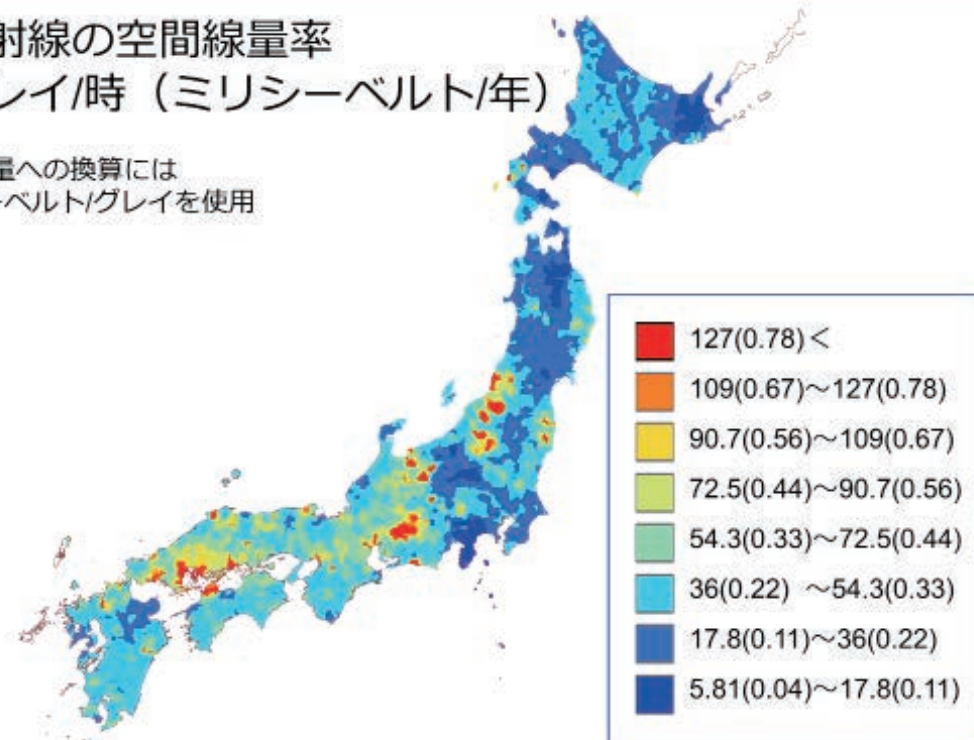 射線の空間線量率
レイ/時（ミリシーベルト/年）
量への換算には
ーベルト/グレイを使用
127(0.78)＜
109(0.67)～127(0.78)
90.7(0.56)～109(0.67)
72.5(0.44)～90.7(0.56)
54.3(0.33)～72.5(0.44)
36(0.22) ～54.3(0.33)
17.8(0.11)～36(0.22)
5.81(0.04)～17.8(0.11)